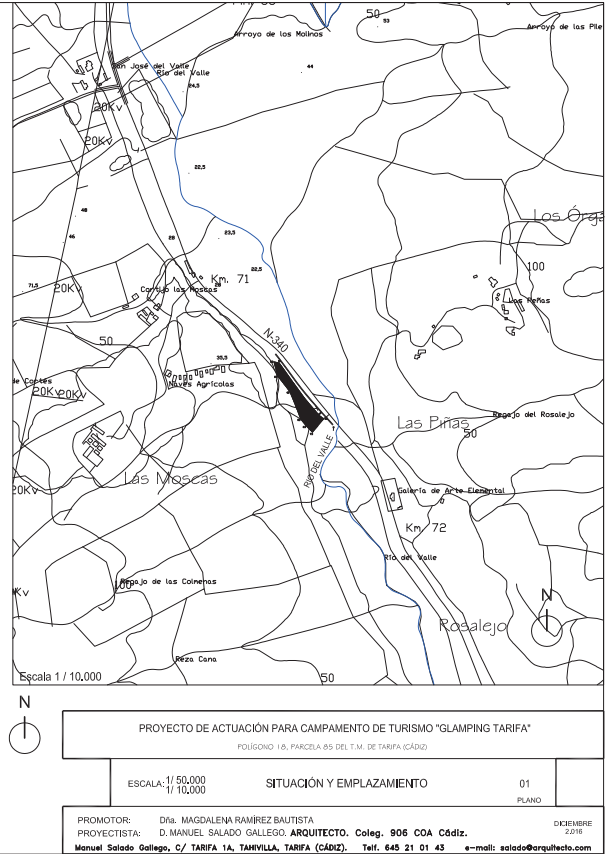 50
53
Arroyo de los Molinos
Arroyo de las Pile
San José del Valle
Río del Valle
44
24,5
20Kv
20Kv
22,5
48
46
28
23,5
Los Órga
22,5
100
71,5
20Kv
Km. 71
28
Cortijo las Moscas
Las Peñas
50
N-340
35,5
de Cortes
Naves Agrícolas
20Kv
20Kv
Las Piñas
Regajo del Rosalejo
50
RIO DEL VALLE
Las Moscas
20Kv
Galería de Arte Elemental
Km. 72
Río del Valle
Kv
100
Regajo de las Colmenas
N
Rosalejo
Reza Cana
Escala 1 / 10.000
50
N
PROYECTO DE ACTUACIÓN PARA CAMPAMENTO DE TURISMO "GLAMPING TARIFA"
POLÍGONO 18, PARCELA 85 DEL T.M. DE TARIFA (CÁDIZ)
ESCALA: 1/ 50.000
1/ 10.000
SITUACIÓN Y EMPLAZAMIENTO
01
PLANO
PROMOTOR: Dña. MAGDALENA RAMÍREZ BAUTISTA
PROYECTISTA: D. MANUEL SALADO GALLEGO. ARQUITECTO. Coleg. 906 COA Cádiz.
DICIEMBRE
2.016
Manuel Salado Gallego, C/ TARIFA 1A, TAHIVILLA, TARIFA (CÁDIZ). Telf. 645 21 01 43 e-mail: salado@arquitecto.com